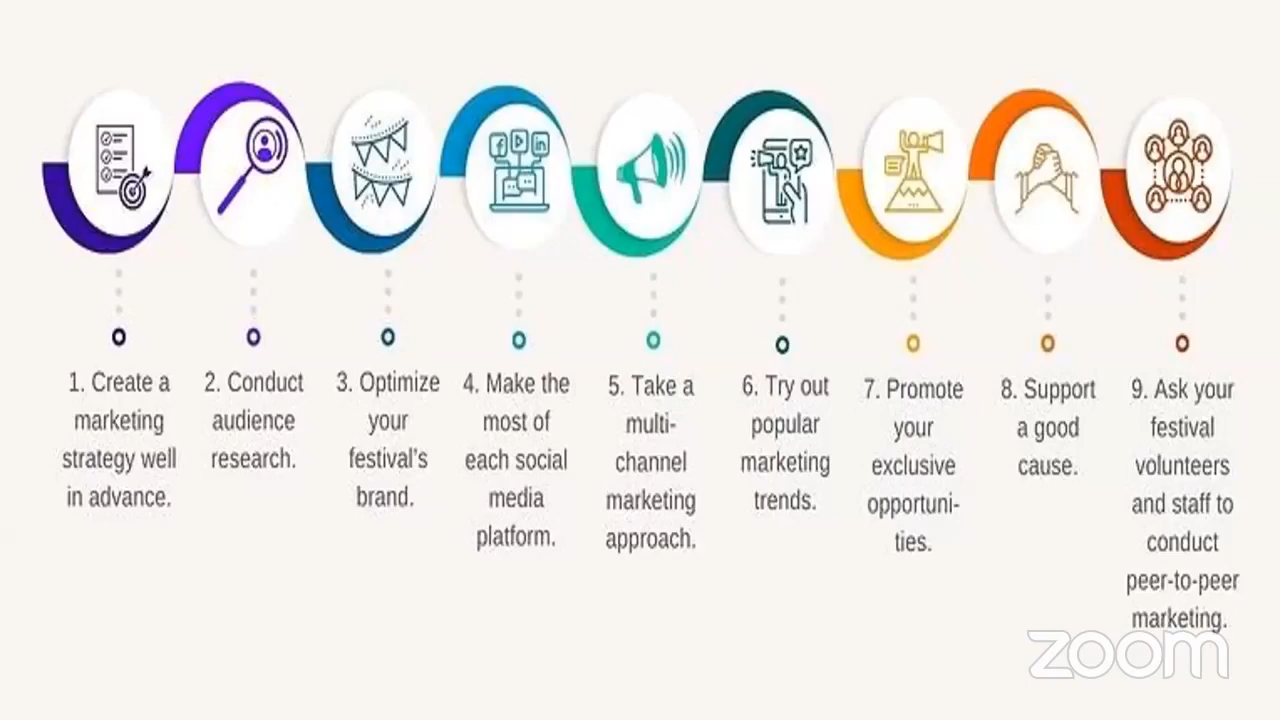 1. Create a
marketing
strategy well
in advance.
2. Conduct
audience
research.
3. Optimize
your
festival's
brand.
4. Make the
most of
each social
media
platform.
5. Take a
multi-
channel
marketing
approach.
6. Try out
popular
marketing
trends.
7. Promote
your
exclusive
opportuni-
ties.
8. Support
a good
cause.
9. Ask your
festival
volunteers
and staff to
conduct
peer-to-peer
marketing.
zoom